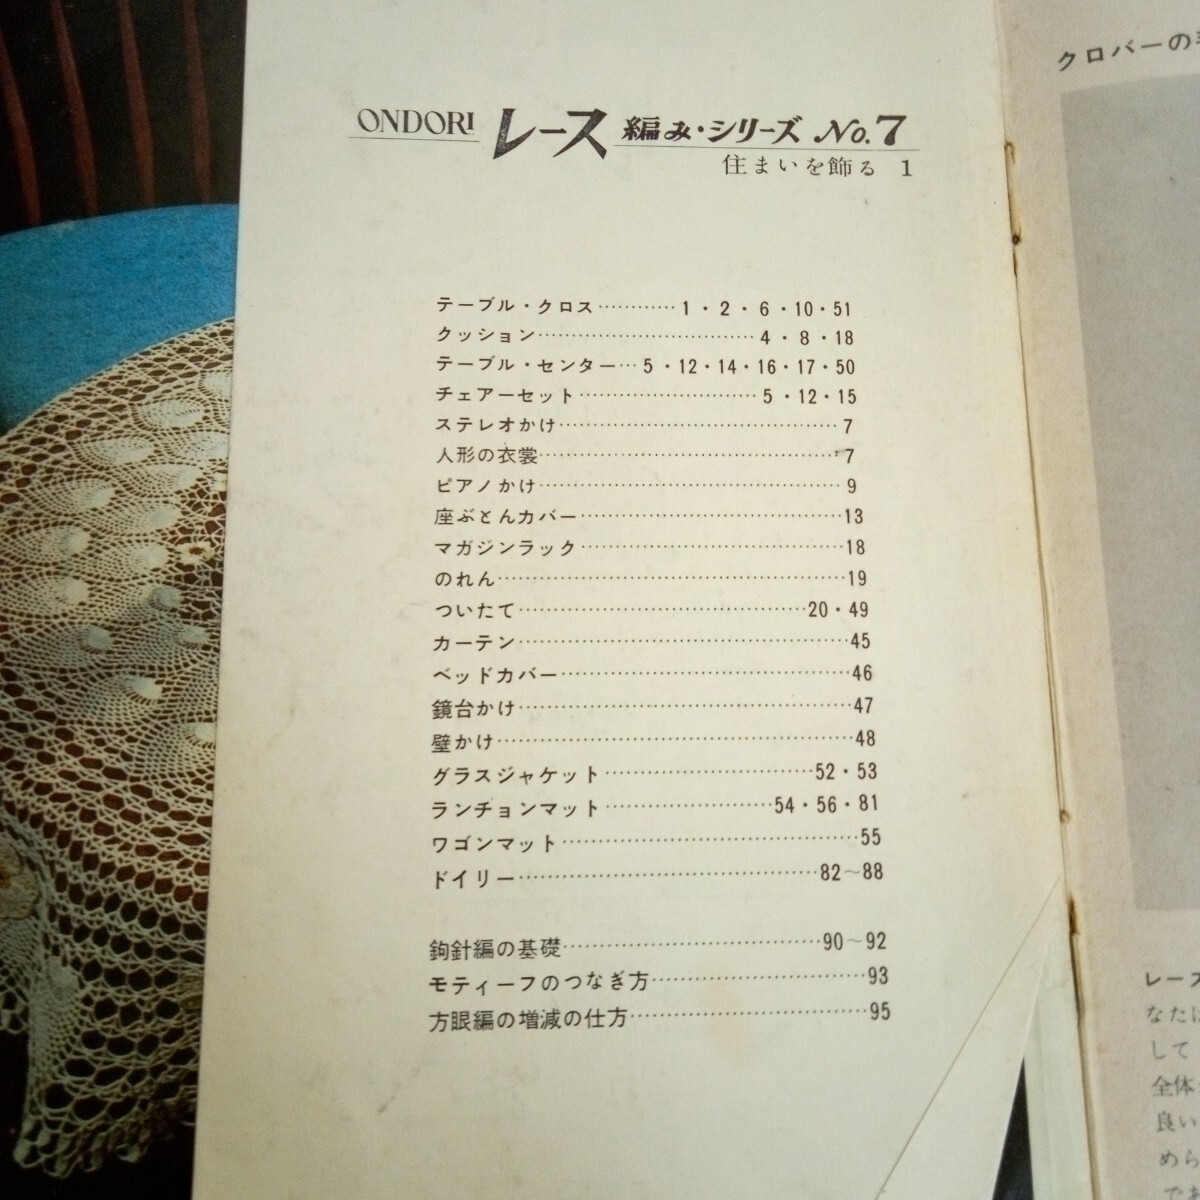 ONDORI レース 編み・シリーズ No.7
住まいを飾る 1
テーブル・クロス…………1・2・6・10・51
クッション……………………………4・8・18
テーブル・センター…5・12・14・16・17・50
チェアーセット………………………5・12・15
ステレオかけ……………………………………7
人形の衣裳………………………………………7
ピアノかけ………………………………………9
座ぶとんカバー…………………………………13
マガジンラック…………………………………18
のれん……………………………………………19
ついたて……………………………………20・49
カーテン…………………………………………45
ベッドカバー……………………………………46
鏡台かけ…………………………………………47
壁かけ……………………………………………48
グラスジャケット…………………………52・53
ランチョンマット……………………54・56・81
ワゴンマット……………………………………55
ドイリー……………………………………82~88
鉤針編の基礎………………………………90~92
モティーフのつなぎ方…………………………93
方眼編の増減の仕方……………………………95
クロバーの
レース
なたは
して
全体
良い
めら
でお